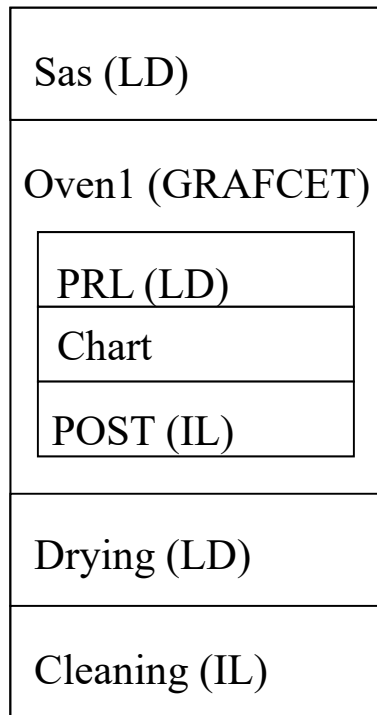 Sas (LD)
Oven1 (GRAFCET)
PRL (LD)
Chart
POST (IL)
Drying (LD)
Cleaning (IL)